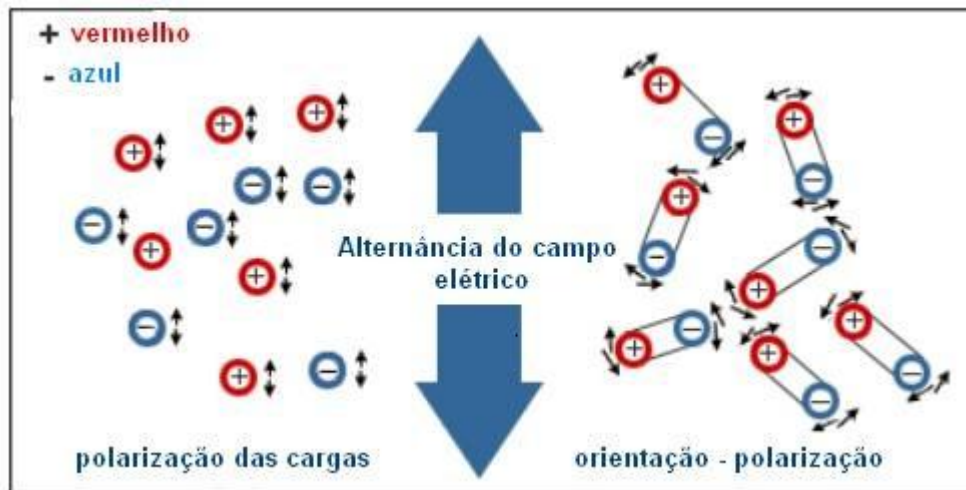 + vermelho
- azul
Alternância do campo
elétrico
polarização das cargas
orientação - polarização